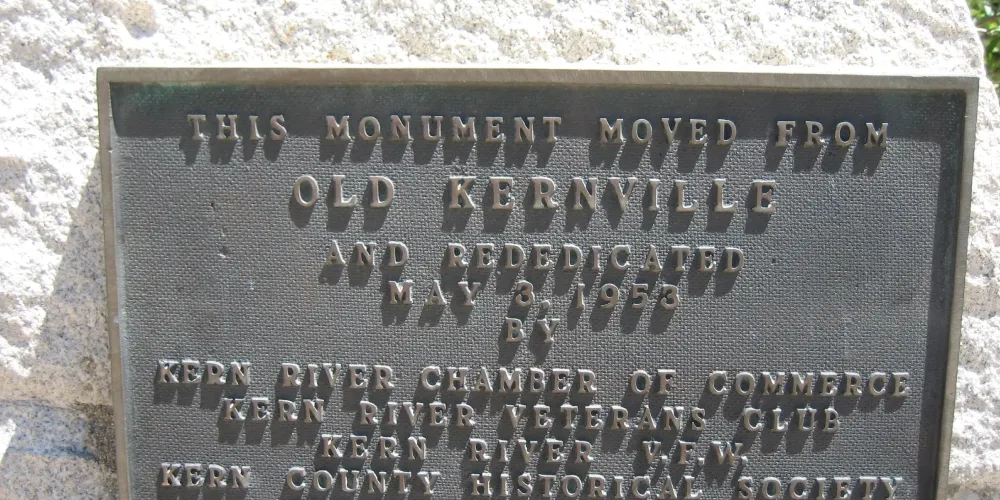 THIS MONUMENT MOVED FROM
OLD KERNVILLE
AND REDEDICATED
MAY 3, 1953
BY
KERN RIVER CHAMBER OF COMMERCE
KERN RIVER VETERANS CLUB
KERN RIVER V.F.W.
KERN COUNTY HISTORICAL SOCIETY